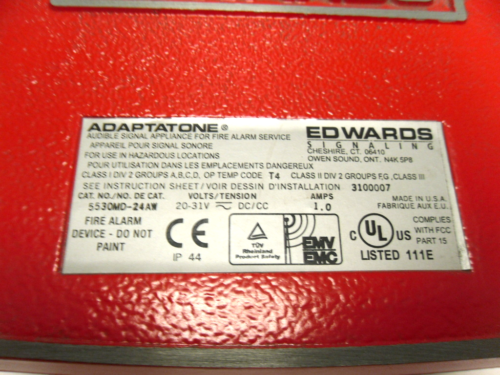 ADAPTATONE®
AUDIBLE SIGNAL APPLIANCE FOR FIRE ALARM SERVICE
APPAREIL POUR SIGNAL SONORE
FOR USE IN HAZARDOUS LOCATIONS
POUR UTILISATION DANS LES EMPLACEMENTS DANGEREUX
EDWARDS
SIGNALING
CHESHIRE, CT. 06410
OWEN SOUND, ONT. N4K 5P8
CLASS I DIV 2 GROUPS A,B,C,D, OP TEMP CODE T4 CLASS II DIV 2 GROUPS F,G ,CLASS III
SEE INSTRUCTION SHEET/VOIR DESSIN D'INSTALLATION 3100007
CAT. NO./NO. DE CAT. VOLTS/TENSION AMPS
5530MD-24AW 20-31V DC/CC 1.0
MADE IN U.S.A.
FABRIQUE AUX E.U.
FIRE ALARM
DEVICE - DO NOT
PAINT
CE
IP 44
TÜV
Rheinland
Product Safety
EMV
EMC
C UL US
LISTED 111E
COMPLIES
WITH FCC
PART 15